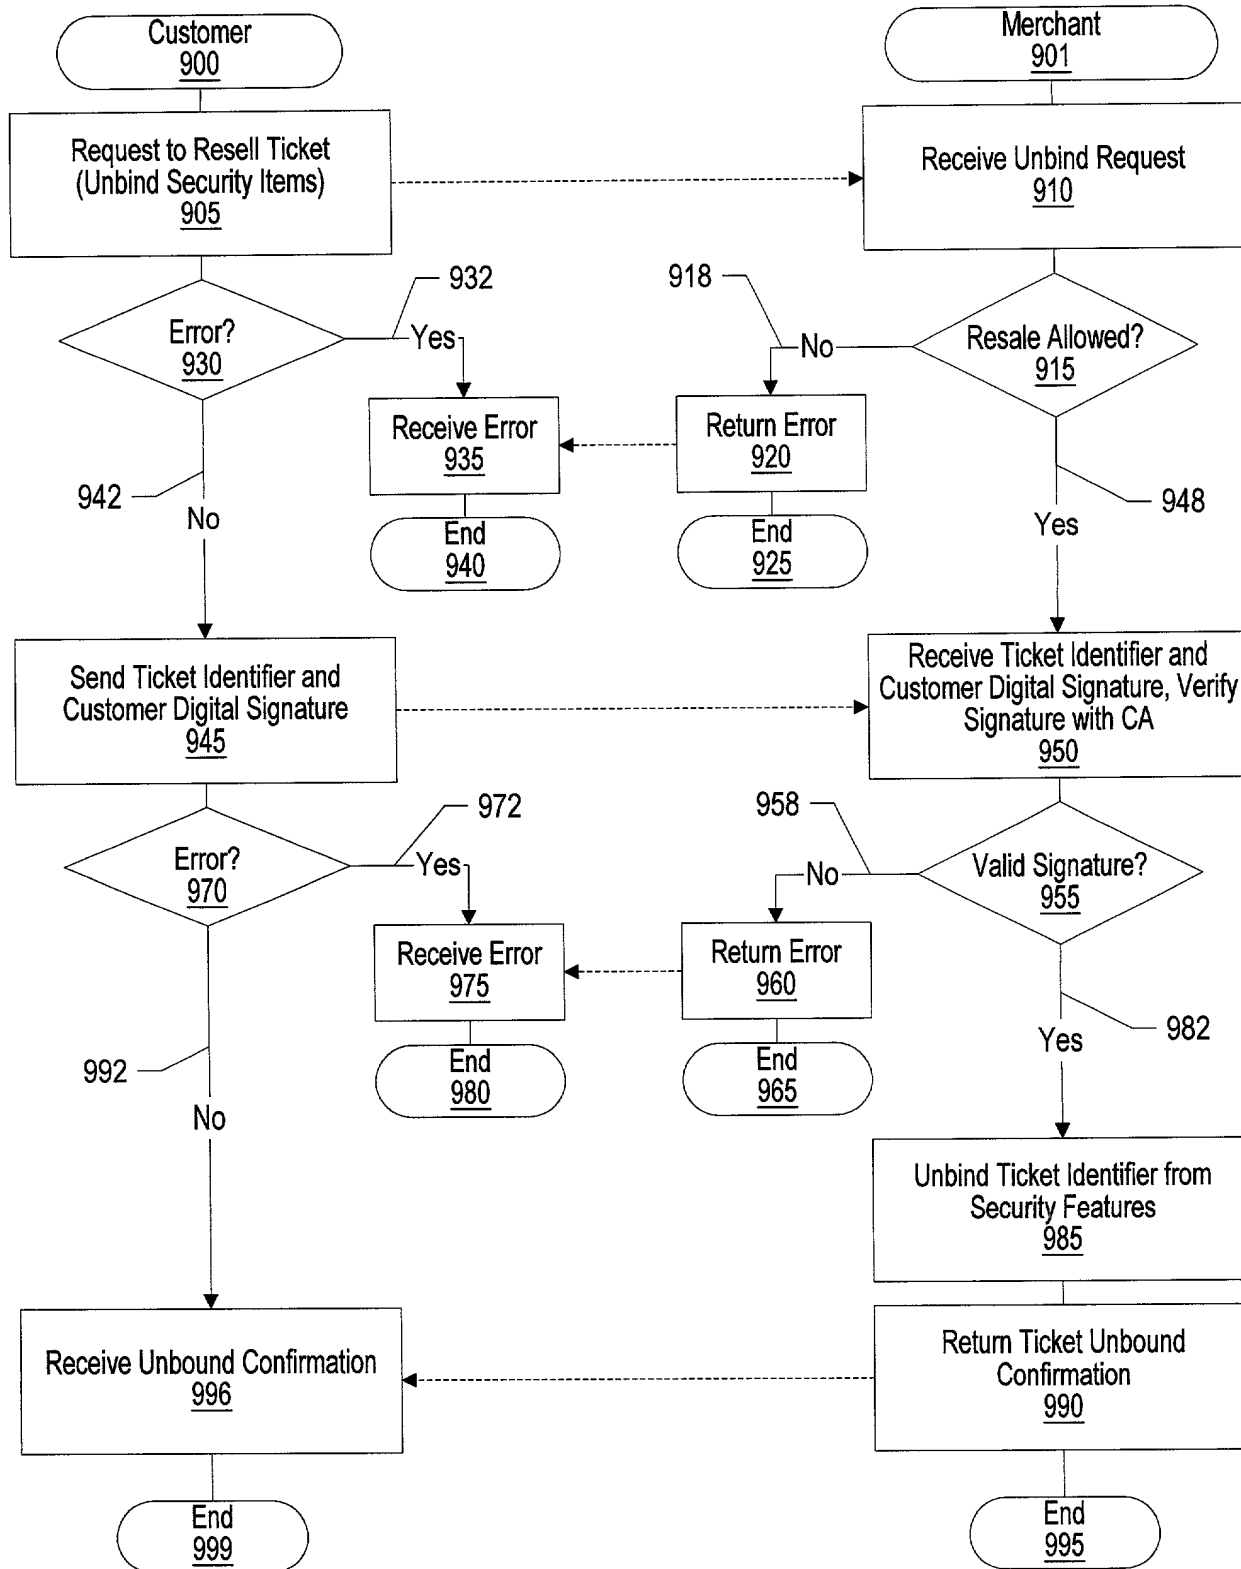 Customer
900
Merchant
901
Request to Resell Ticket
(Unbind Security Items)
905
Receive Unbind Request
910
932
918
Error?
930
Yes
No
Resale Allowed?
915
Receive Error
935
Return Error
920
942
948
No
Yes
End
940
End
925
Send Ticket Identifier and
Customer Digital Signature
945
Receive Ticket Identifier and
Customer Digital Signature, Verify
Signature with CA
950
972
958
Error?
970
Yes
No
Valid Signature?
955
Receive Error
975
Return Error
960
982
Yes
992
End
980
End
965
No
Unbind Ticket Identifier from
Security Features
985
Receive Unbound Confirmation
996
Return Ticket Unbound
Confirmation
990
End
999
End
995